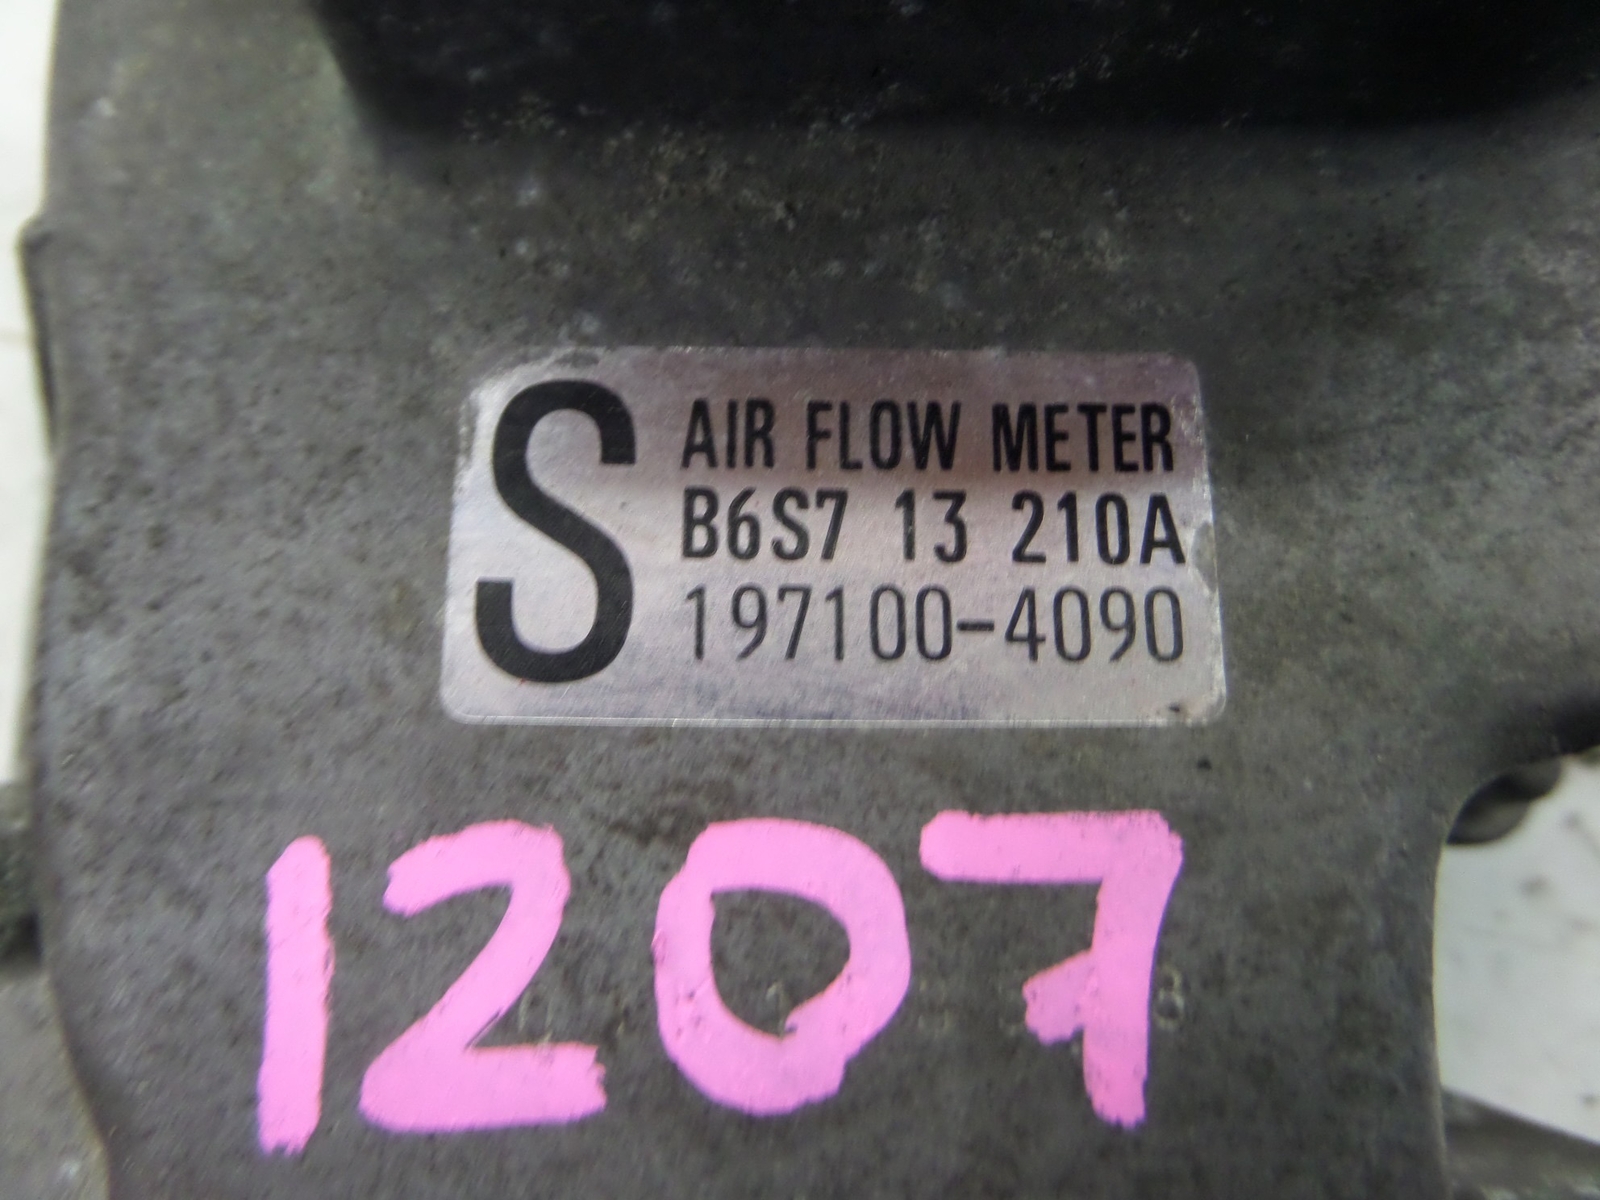 S
AIR FLOW METER
B6S7 13 210A
197100-4090
1207